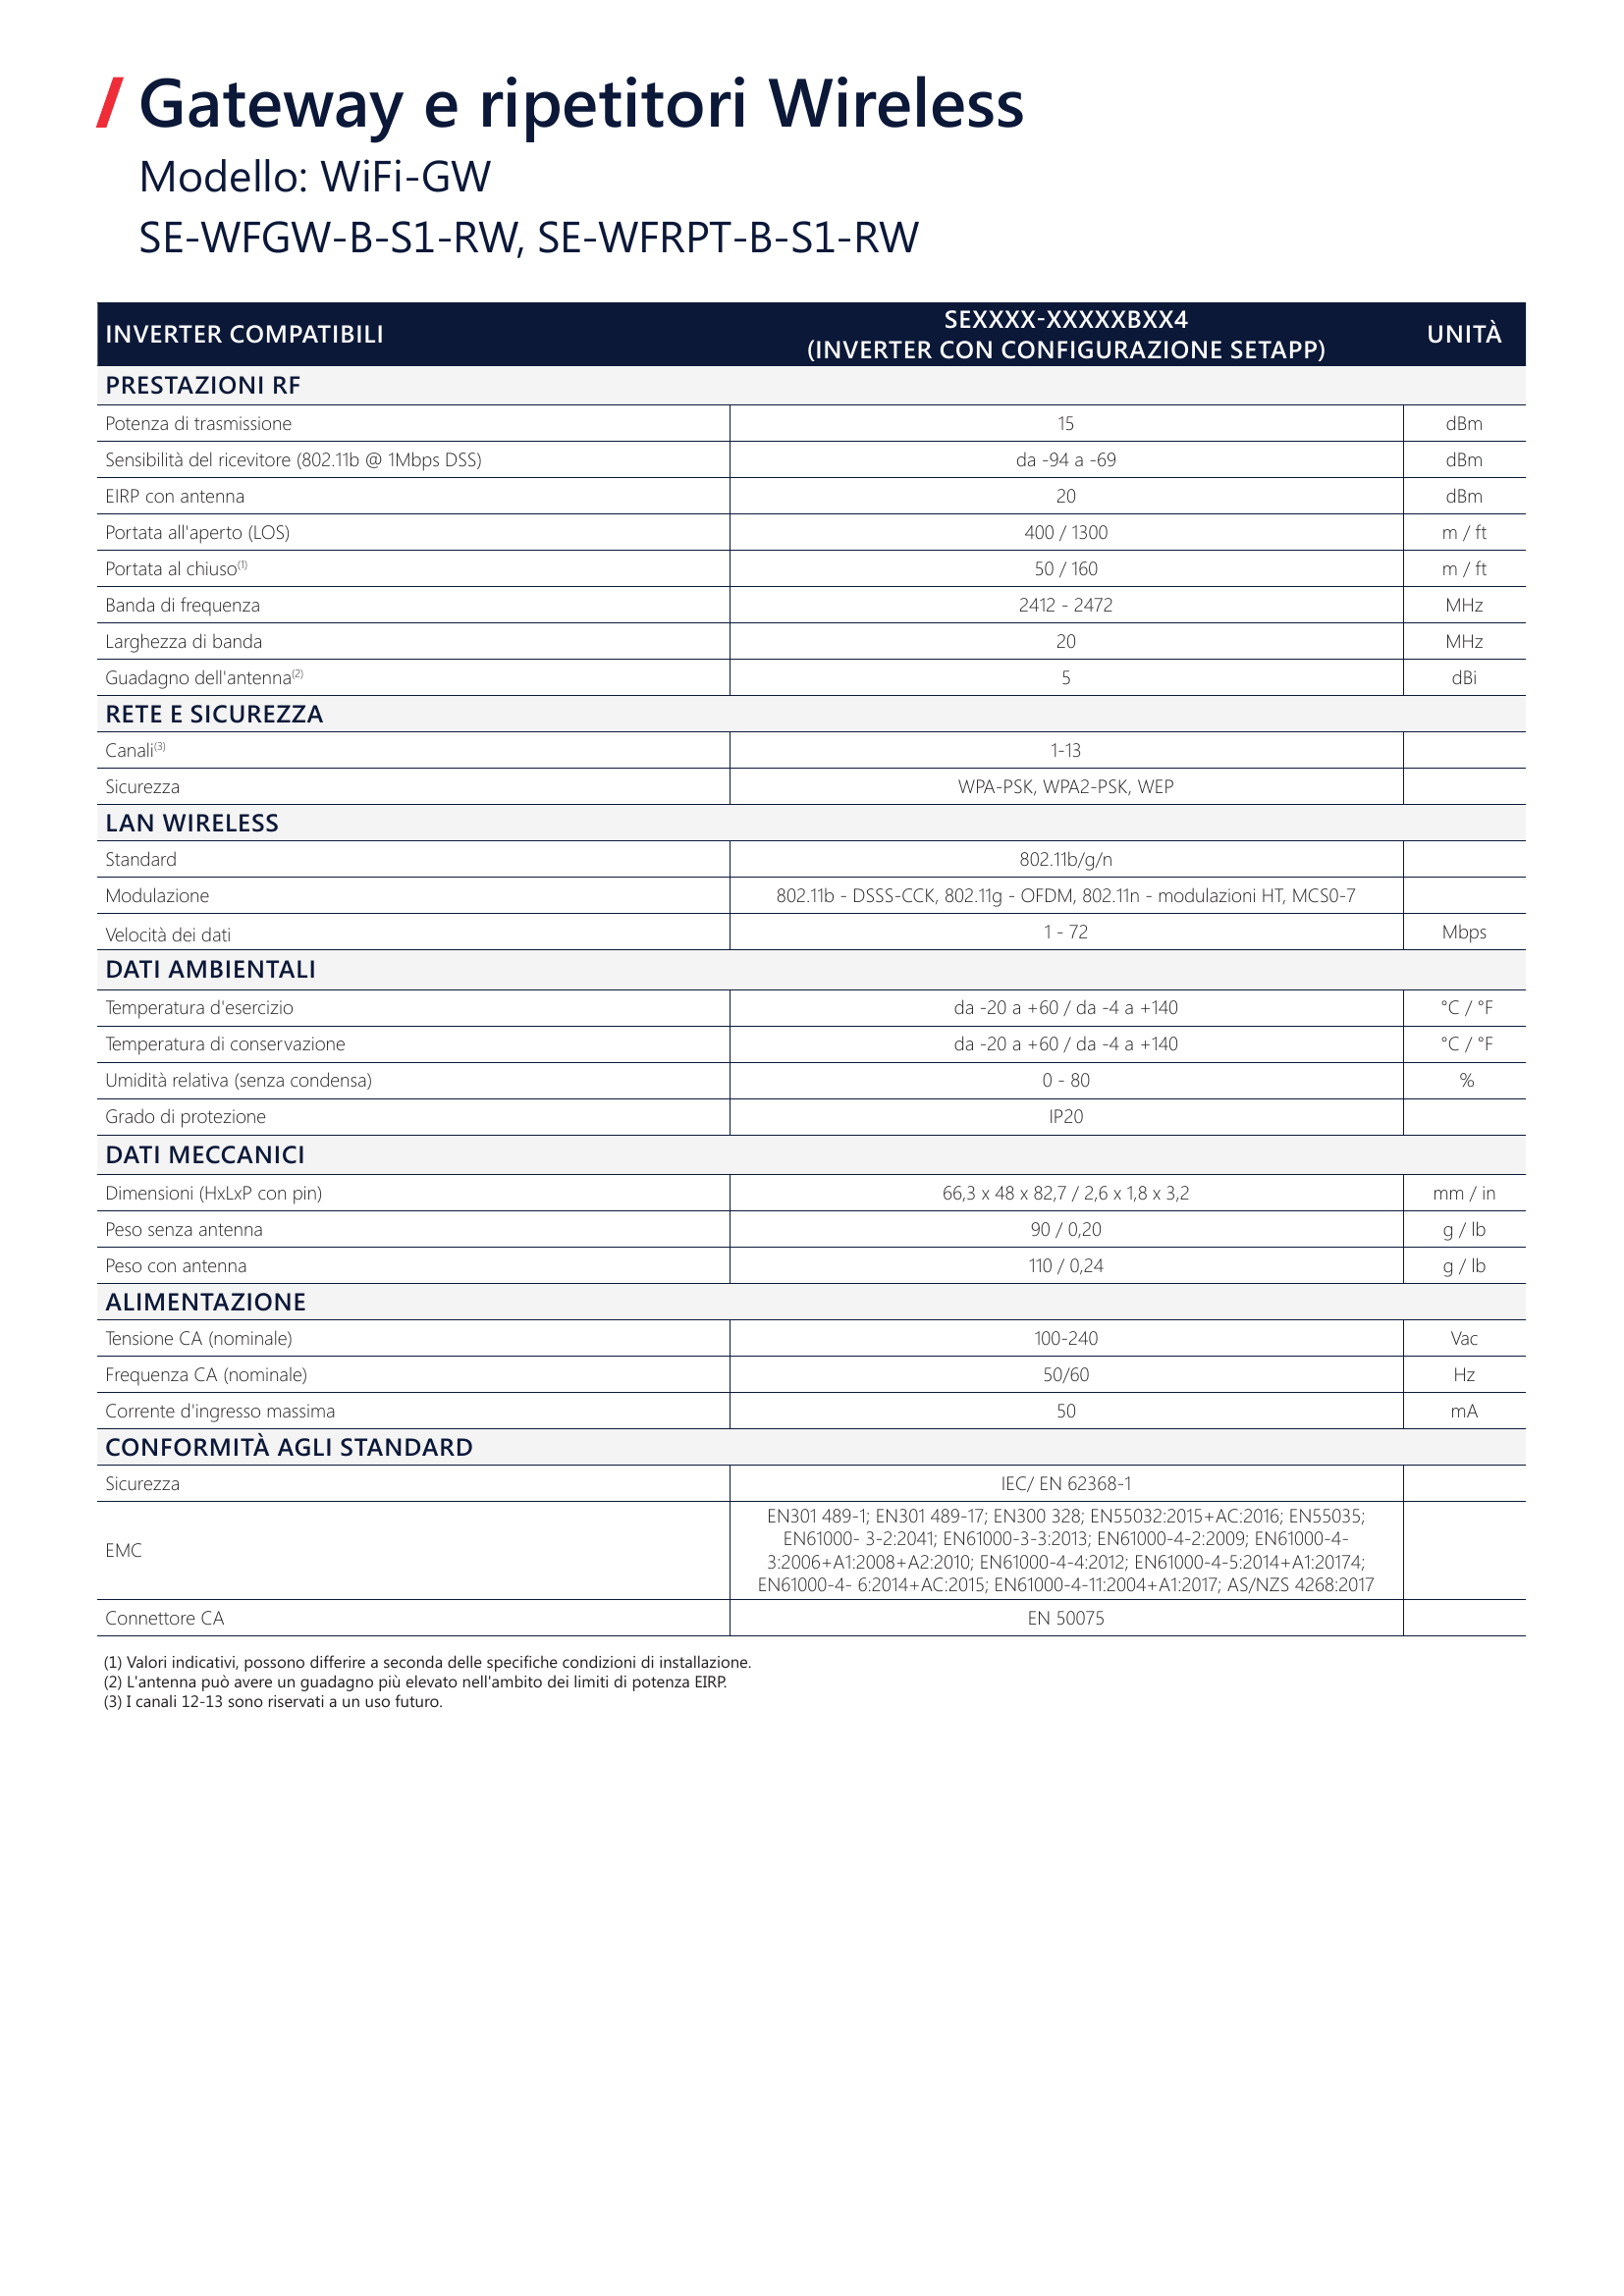 / Gateway e ripetitori Wireless
Modello: WiFi-GW
SE-WFGW-B-S1-RW, SE-WFRPT-B-S1-RW
INVERTER COMPATIBILI SEXXXX-XXXXXBXX4 (INVERTER CON CONFIGURAZIONE SETAPP) UNITÀ
PRESTAZIONI RF
Potenza di trasmissione 15 dBm
Sensibilità del ricevitore (802.11b @ 1Mbps DSS) da -94 a -69 dBm
EIRP con antenna 20 dBm
Portata all'aperto (LOS) 400 / 1300 m / ft
Portata al chiuso(1) 50 / 160 m / ft
Banda di frequenza 2412 - 2472 MHz
Larghezza di banda 20 MHz
Guadagno dell'antenna(2) 5 dBi
RETE E SICUREZZA
Canali(3) 1-13
Sicurezza WPA-PSK, WPA2-PSK, WEP
LAN WIRELESS
Standard 802.11b/g/n
Modulazione 802.11b - DSSS-CCK, 802.11g - OFDM, 802.11n - modulazioni HT, MCS0-7
Velocità dei dati 1 - 72 Mbps
DATI AMBIENTALI
Temperatura d'esercizio da -20 a +60 / da -4 a +140 °C / °F
Temperatura di conservazione da -20 a +60 / da -4 a +140 °C / °F
Umidità relativa (senza condensa) 0 - 80 %
Grado di protezione IP20
DATI MECCANICI
Dimensioni (HxLxP con pin) 66,3 x 48 x 82,7 / 2,6 x 1,8 x 3,2 mm / in
Peso senza antenna 90 / 0,20 g / lb
Peso con antenna 110 / 0,24 g / lb
ALIMENTAZIONE
Tensione CA (nominale) 100-240 Vac
Frequenza CA (nominale) 50/60 Hz
Corrente d'ingresso massima 50 mA
CONFORMITÀ AGLI STANDARD
Sicurezza IEC/ EN 62368-1
EMC
EN301 489-1; EN301 489-17; EN300 328; EN55032:2015+AC:2016; EN55035;
EN61000- 3-2:2041; EN61000-3-3:2013; EN61000-4-2:2009; EN61000-4-
3:2006+A1:2008+A2:2010; EN61000-4-4:2012; EN61000-4-5:2014+A1:20174;
EN61000-4- 6:2014+AC:2015; EN61000-4-11:2004+A1:2017; AS/NZS 4268:2017
Connettore CA EN 50075
(1) Valori indicativi, possono differire a seconda delle specifiche condizioni di installazione.
(2) L'antenna può avere un guadagno più elevato nell'ambito dei limiti di potenza EIRP.
(3) I canali 12-13 sono riservati a un uso futuro.